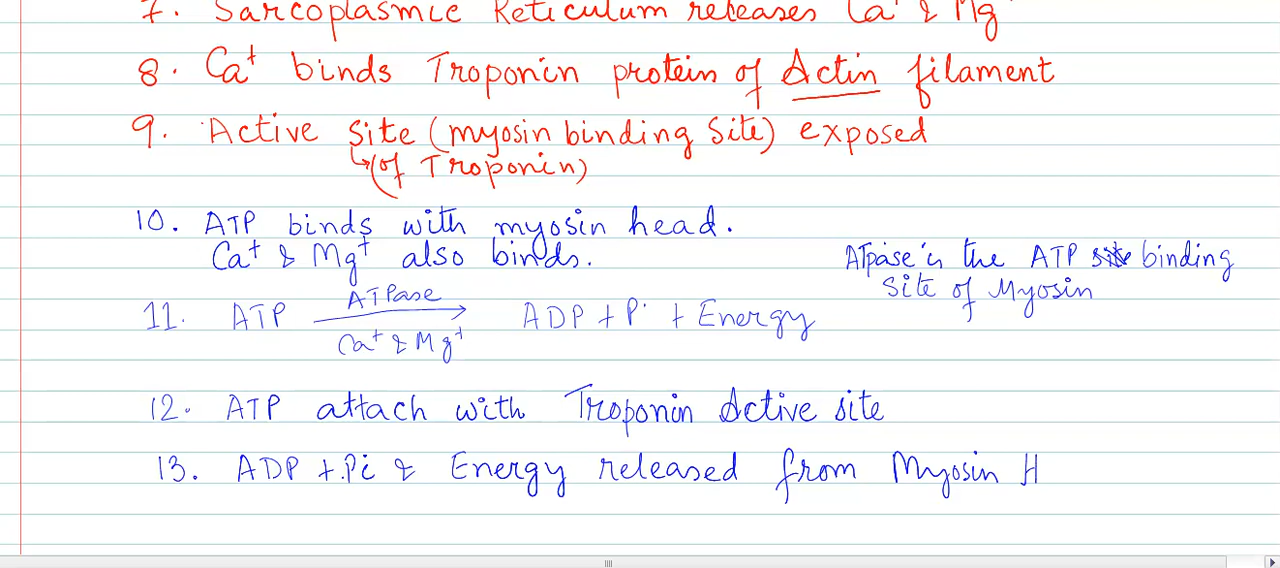 7. Sarcoplasmic Reticulum releases Ca⁺ & Mg
8. Ca⁺ binds Troponin protein of Actin filament
9. Active Site (myosin binding Site) exposed
(of Troponin)
10. ATP binds with myosin head.
Ca⁺ & Mg⁺ also binds.
ATpase is the ATP binding
Site of Myosin
11. ATP ATPase Ca⁺ & Mg⁺ → ADP + Pi + Energy
12. ATP attach with Troponin Active site
13. ADP + Pi & Energy released from Myosin H